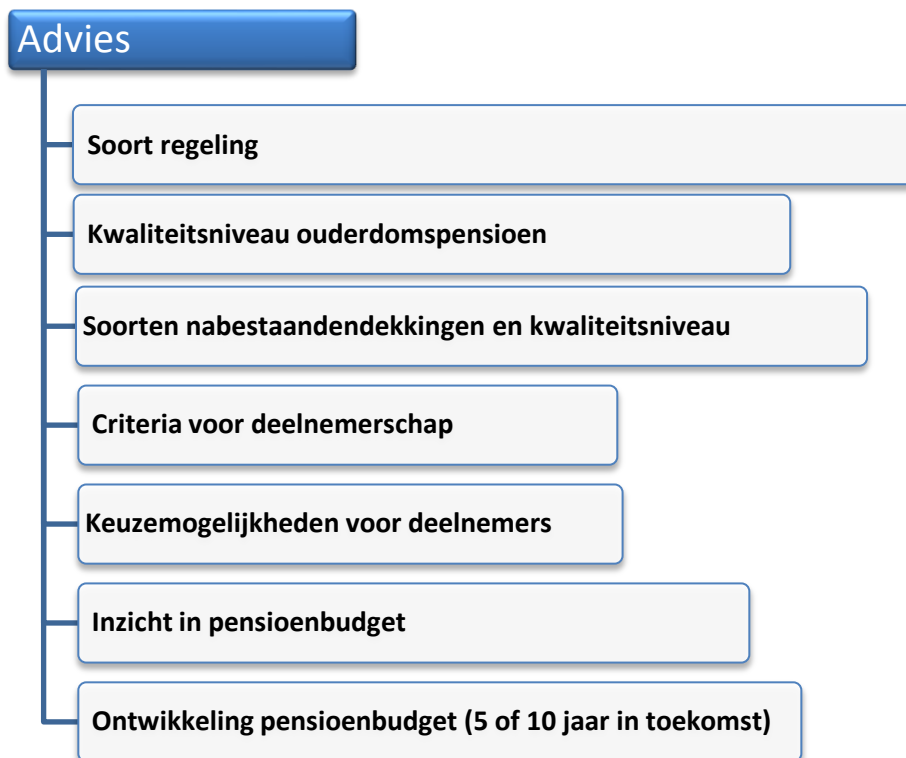 Advies
Soort regeling
Kwaliteitsniveau ouderdomspensioen
Soorten nabestaandendekkingen en kwaliteitsniveau
Criteria voor deelnemerschap
Keuzemogelijkheden voor deelnemers
Inzicht in pensioenbudget
Ontwikkeling pensioenbudget (5 of 10 jaar in toekomst)